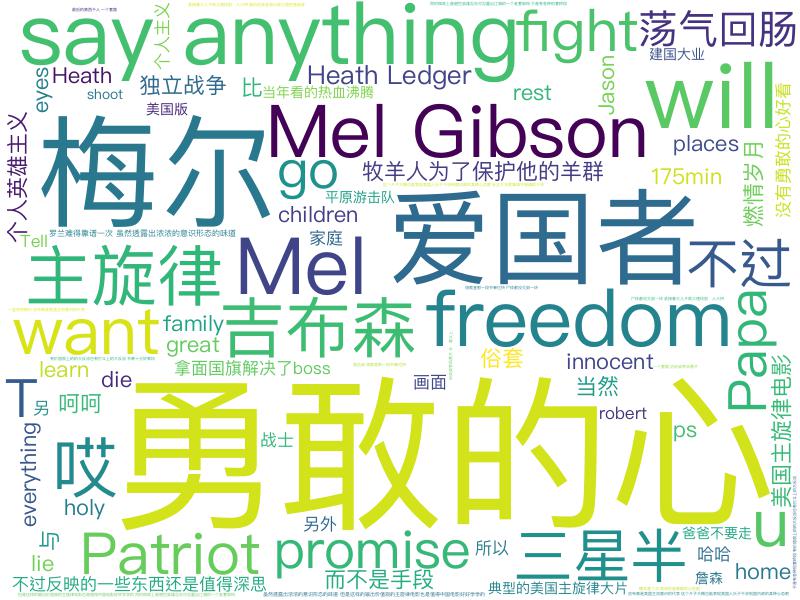 say anything
fight
荡气回肠
个人主义
建国大业
eyes
Heath
独立战争
比
Heath Ledger
当年看的热血沸腾
rest
Jason
will
没有勇敢的心好看
shoot
美国版
个人英雄主义
梅尔
Mel Gibson
places
go
牧羊人为了保护他的羊群
175min
燃情岁月
平原游击队
children
爱国者
罗兰难得靠谱一次 虽然透露出浓浓的意识形态的味道
Tell
家庭
Mel
不过
主旋律
want
family
great
吉布森
freedom
Papa
learn
die
拿面国旗解决了boss
俗套
innocent
T
另
呵呵
画面
当然
robert
美国主旋律电影
勇敢的心
ps
everything
哎
战士
holy
另外
u
与
lie
Patriot
promise
所以
三星半
爸爸不要走
哈哈
詹森
home
不过反映的一些东西还是值得深思
而不是手段
典型的美国主旋律大片